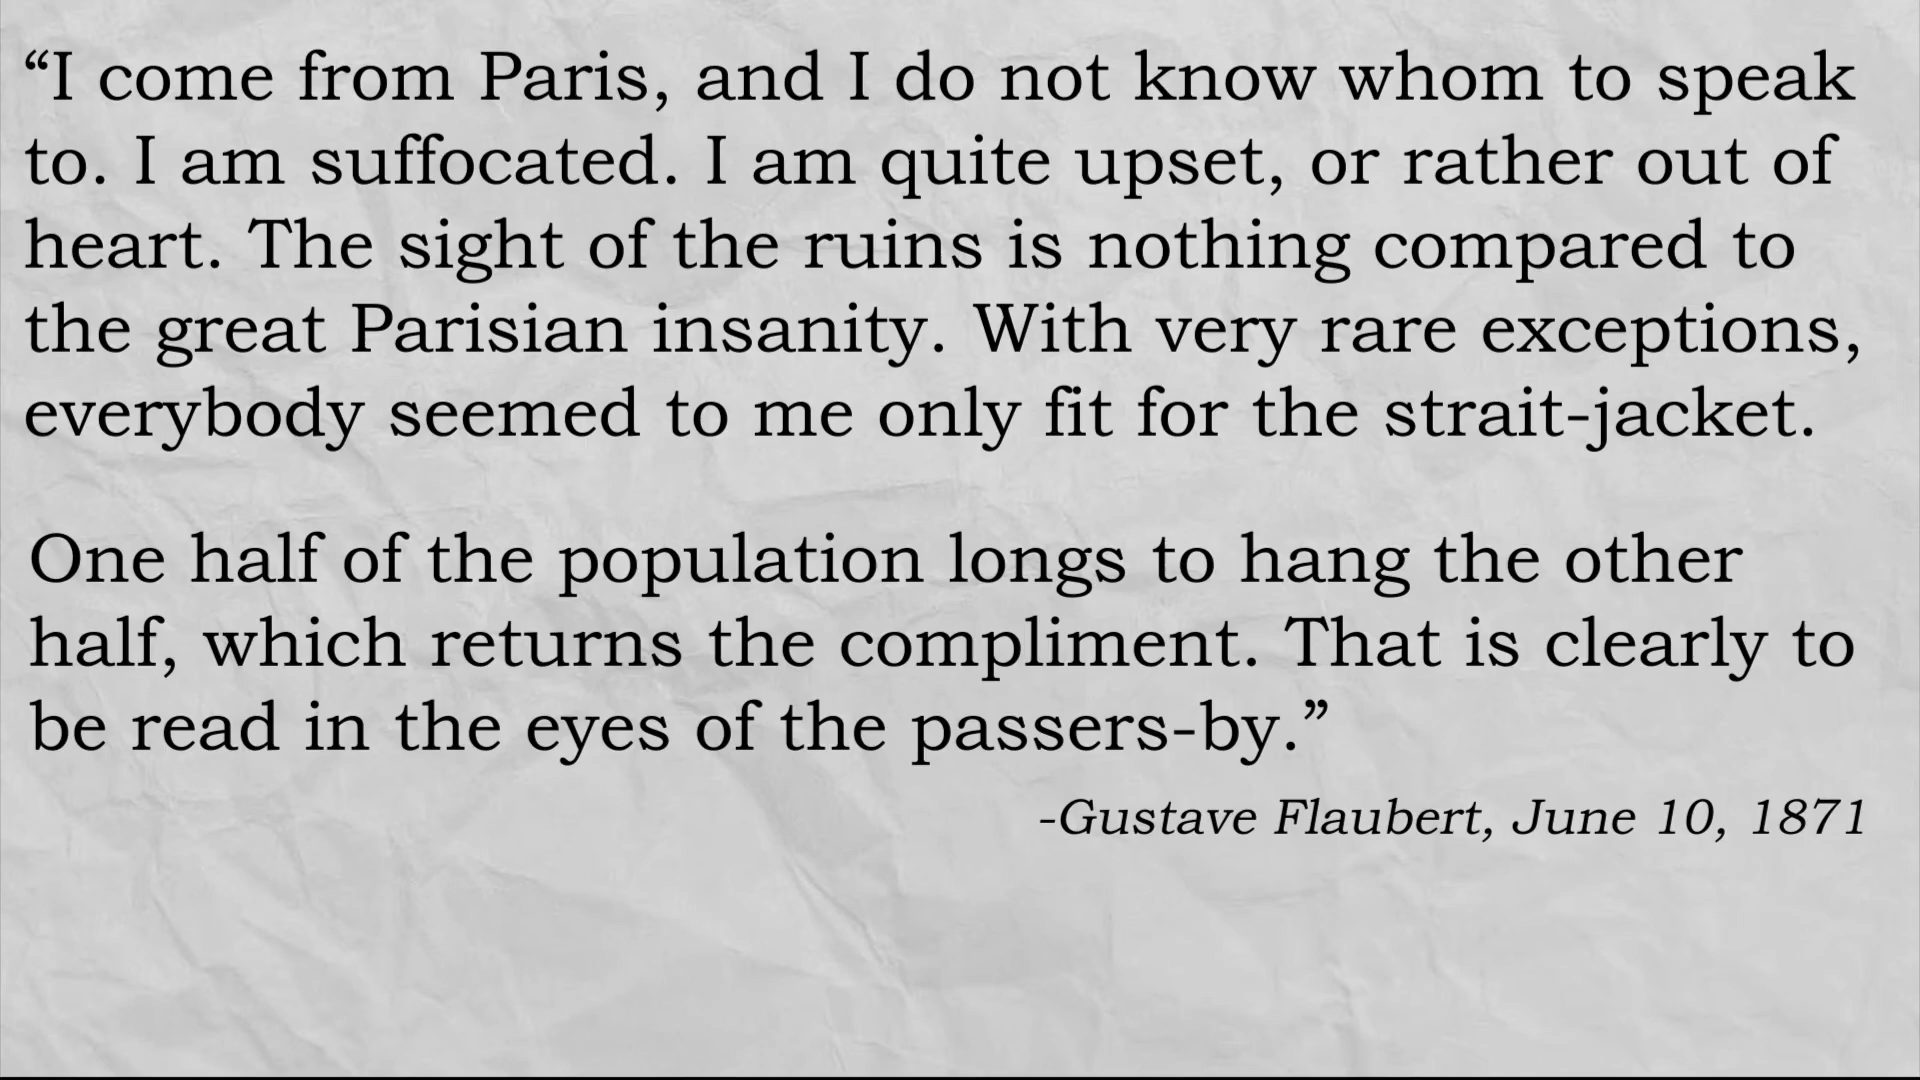 “I come from Paris, and I do not know whom to speak
to. I am suffocated. I am quite upset, or rather out of
heart. The sight of the ruins is nothing compared to
the great Parisian insanity. With very rare exceptions,
everybody seemed to me only fit for the strait-jacket.
One half of the population longs to hang the other
half, which returns the compliment. That is clearly to
be read in the eyes of the passers-by.”
-Gustave Flaubert, June 10, 1871